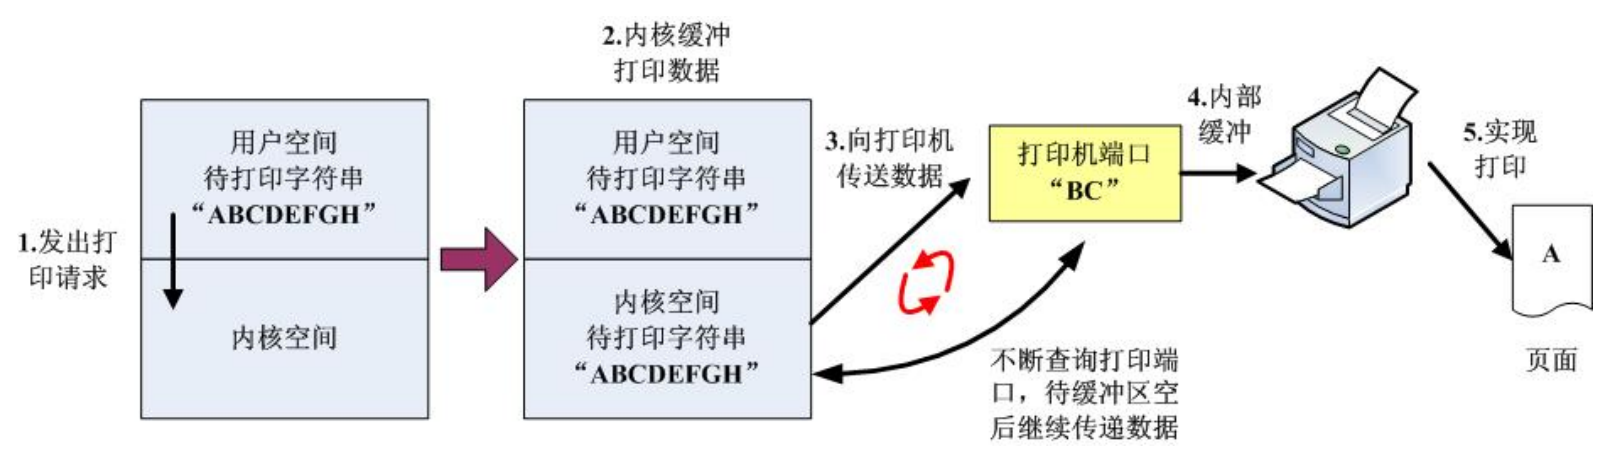 1.发出打
印请求
用户空间
待打印字符串
“ABCDEFGH”
内核空间
2.内核缓冲
打印数据
用户空间
待打印字符串
“ABCDEFGH”
内核空间
待打印字符串
“ABCDEFGH”
3.向打印机
传送数据
打印机端口
“BC”
不断查询打印端
口，待缓冲区空
后继续传递数据
4.内部
缓冲
5.实现
打印
A
页面